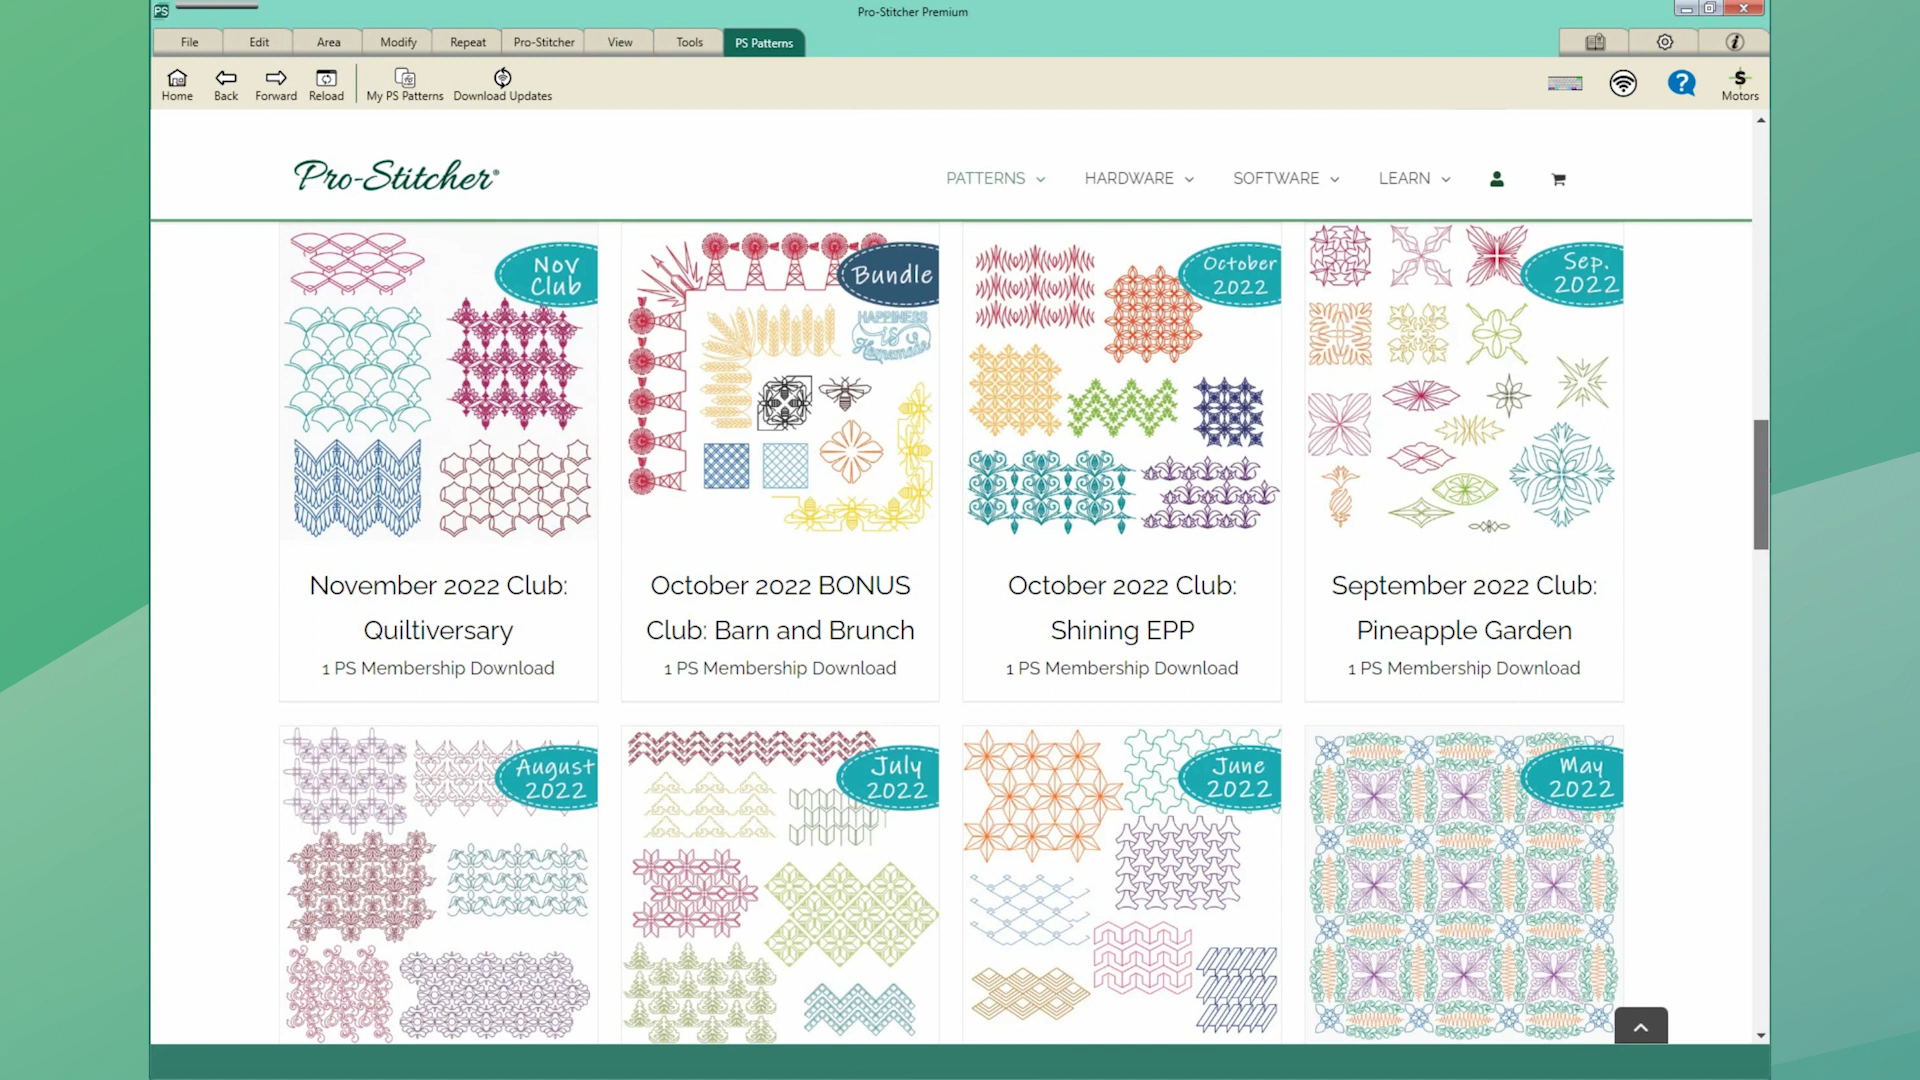 PS
Pro-Stitcher Premium
File Edit Area Modify Repeat Pro-Stitcher View Tools PS Patterns
Home Back Forward Reload My PS Patterns Download Updates
S
Motors
Pro-Stitcher®
PATTERNS HARDWARE SOFTWARE LEARN
Nov
Club
Bundle
HAPPINESS
is
Homemade
October
2022
Sep.
2022
November 2022 Club:
Quiltiversary
1 PS Membership Download
October 2022 BONUS
Club: Barn and Brunch
1 PS Membership Download
October 2022 Club:
Shining EPP
1 PS Membership Download
September 2022 Club:
Pineapple Garden
1 PS Membership Download
August
2022
July
2022
June
2022
May
2022